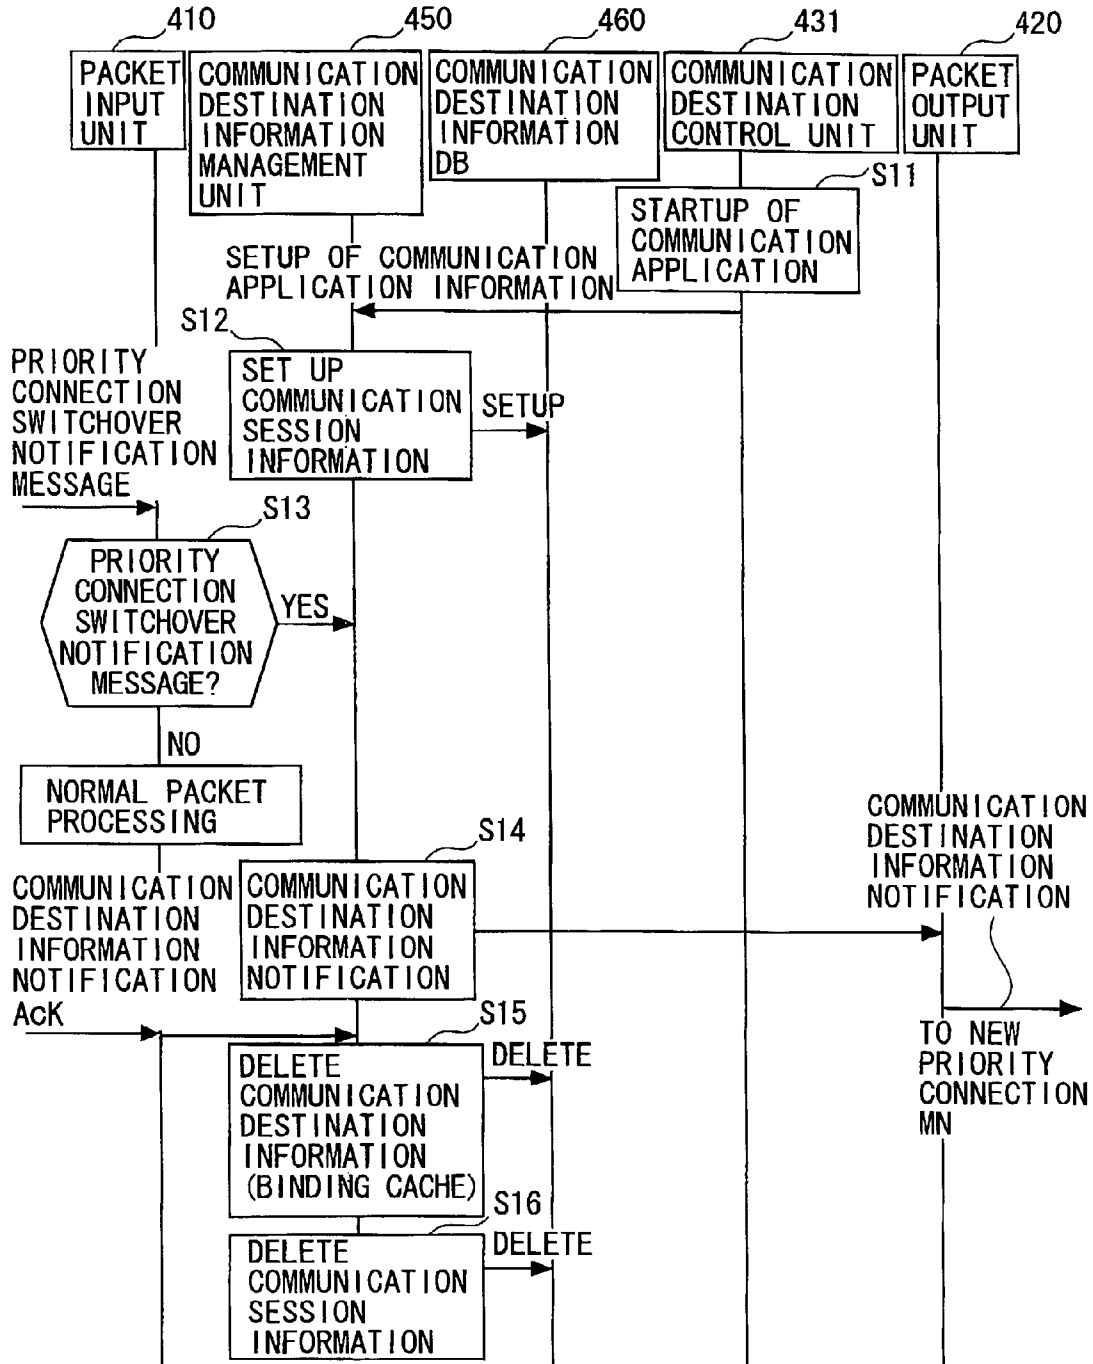 410
450
460
431
420
PACKET
INPUT
UNIT
COMMUNICATION
DESTINATION
INFORMATION
MANAGEMENT
UNIT
COMMUNICATION
DESTINATION
INFORMATION
DB
COMMUNICATION
DESTINATION
CONTROL UNIT
PACKET
OUTPUT
UNIT
S11
STARTUP OF
COMMUNICATION
APPLICATION
SETUP OF COMMUNICATION
APPLICATION INFORMATION
S12
SET UP
COMMUNICATION
SESSION
INFORMATION
SETUP
PRIORITY
CONNECTION
SWITCHOVER
NOTIFICATION
MESSAGE
S13
PRIORITY
CONNECTION
SWITCHOVER
NOTIFICATION
MESSAGE?
YES
NO
NORMAL PACKET
PROCESSING
S14
COMMUNICATION
DESTINATION
INFORMATION
NOTIFICATION
COMMUNICATION
DESTINATION
INFORMATION
NOTIFICATION
COMMUNICATION
DESTINATION
INFORMATION
NOTIFICATION
AcK
TO NEW
PRIORITY
CONNECTION
MN
S15
DELETE
COMMUNICATION
DESTINATION
INFORMATION
(BINDING CACHE)
DELETE
S16
DELETE
COMMUNICATION
SESSION
INFORMATION
DELETE